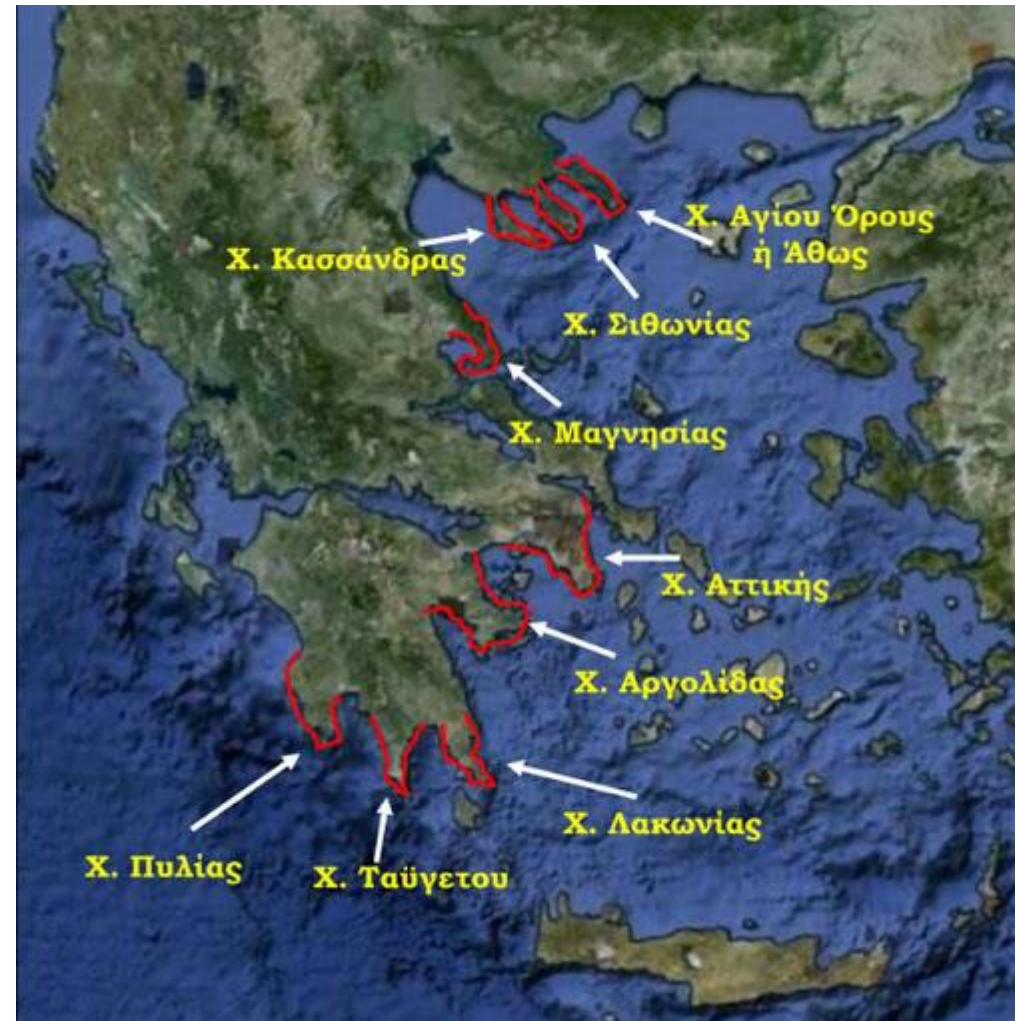 Χ. Αγίου Όρους
ή Άθως
Χ. Κασσάνδρας
Χ. Σιθωνίας
Χ. Μαγνησίας
Χ. Αττικής
Χ. Αργολίδας
Χ. Λακωνίας
Χ. Πυλίας
Χ. Ταϋγετου